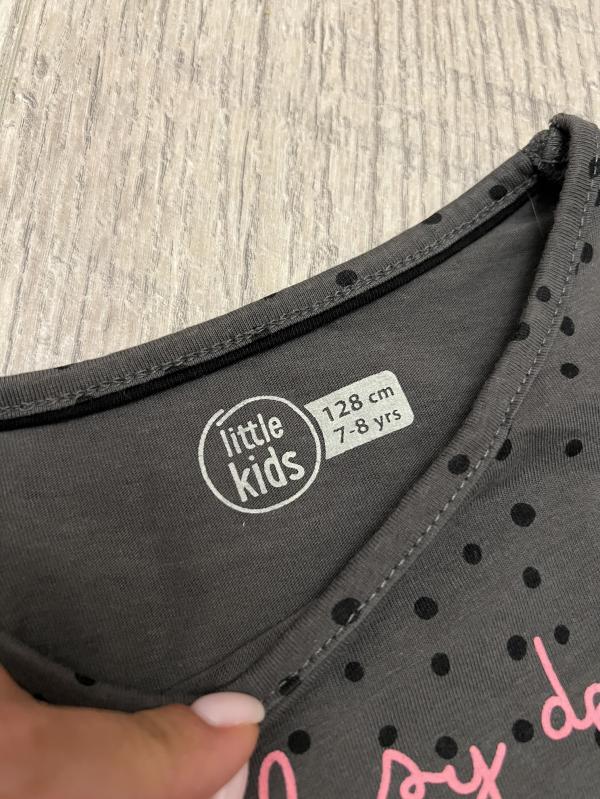 little
kids
128 cm
7-8 yrs